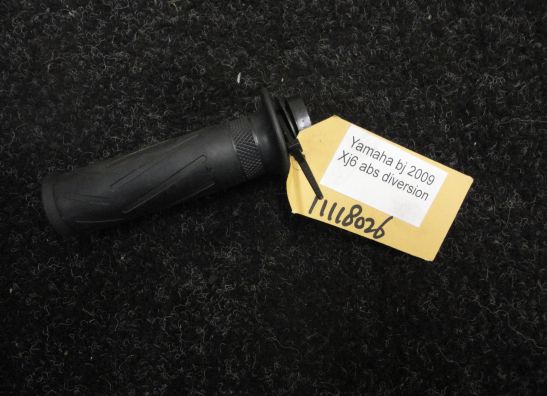 Yamaha bj 2009
Xj6 abs diversion
11118026